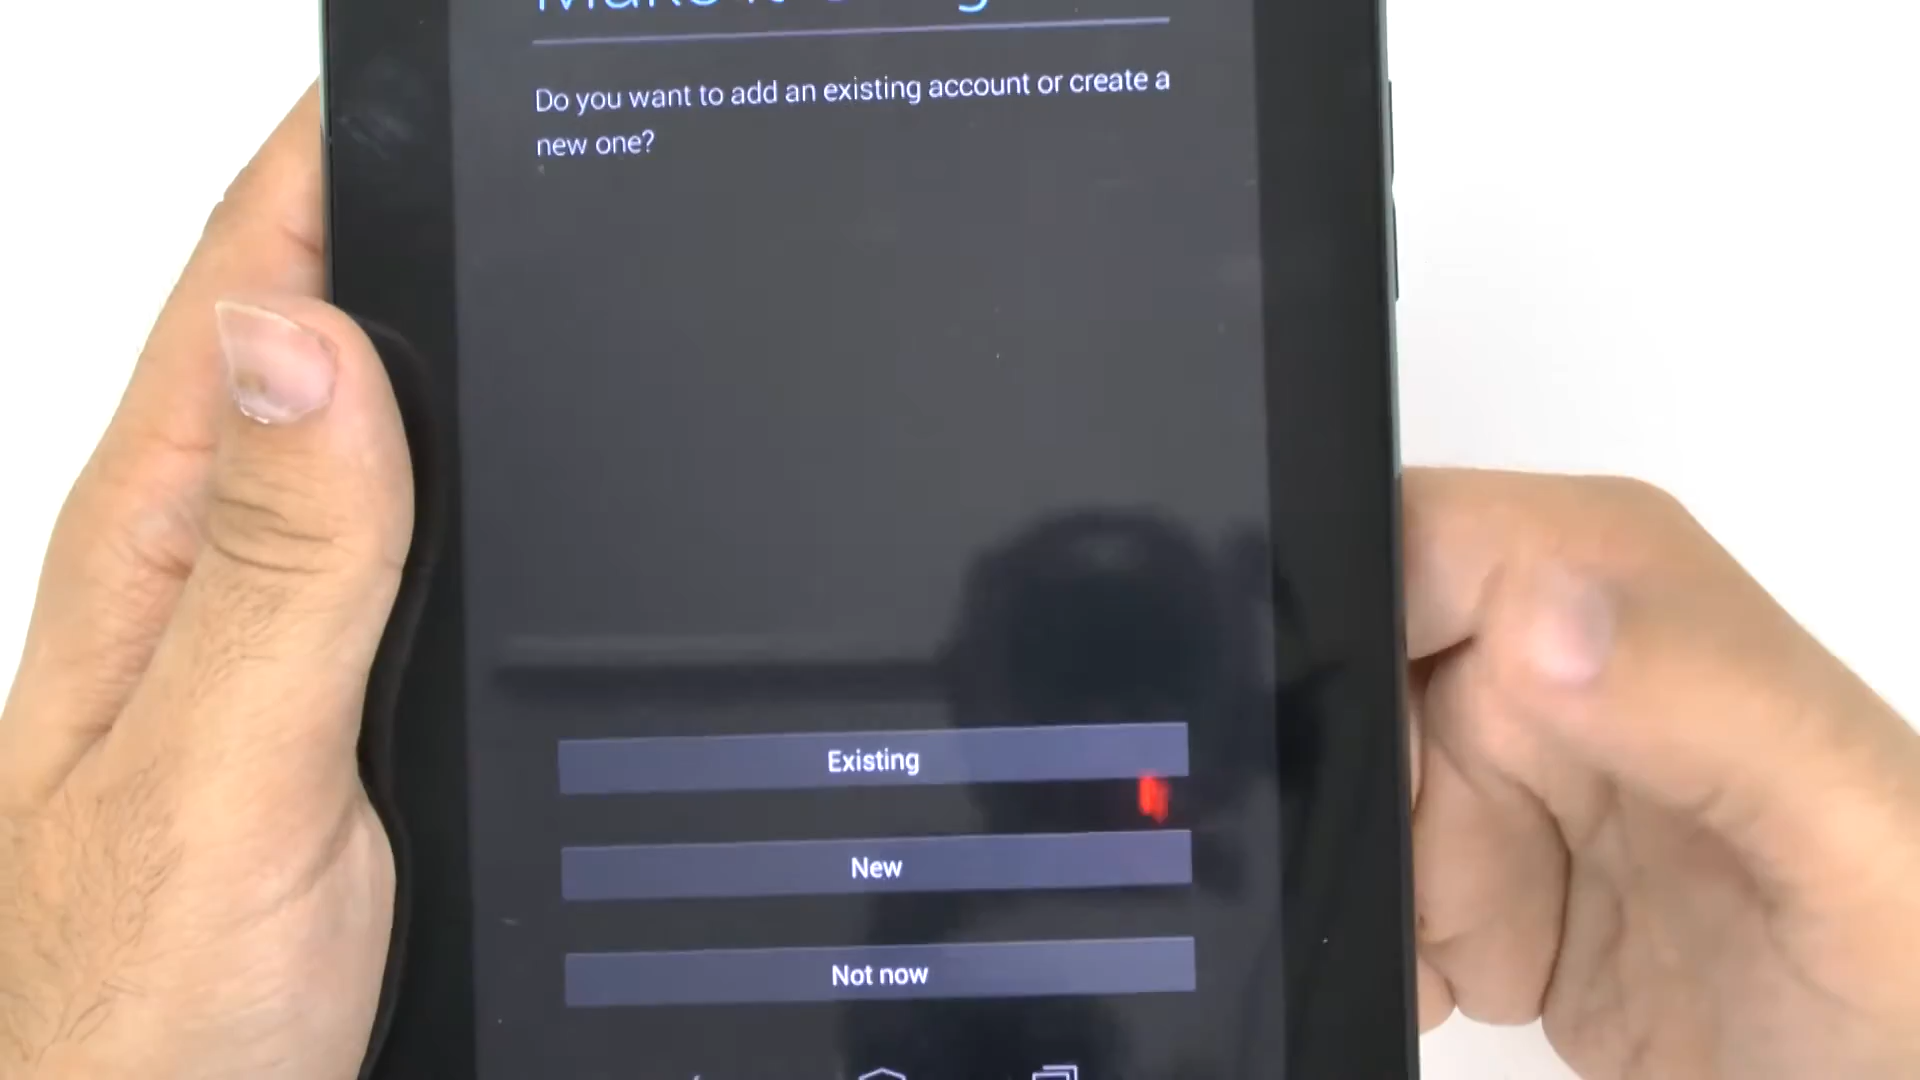 Do you want to add an existing account or create a
new one?
Existing
New
Not now